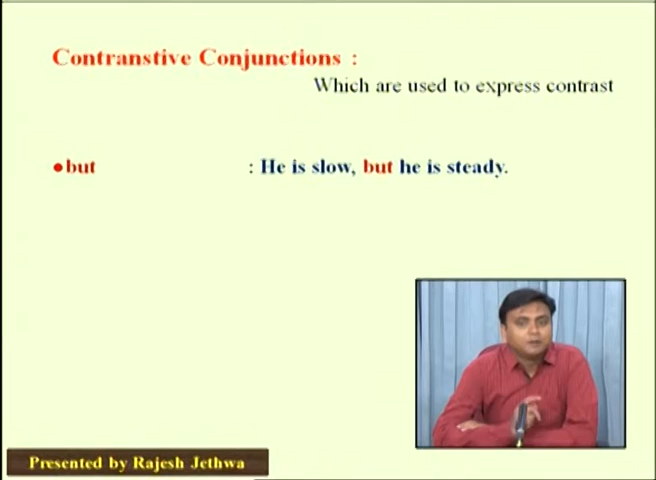 Contranstive Conjunctions :
Which are used to express contrast
•but : He is slow, but he is steady.
Presented by Rajesh Jethwa